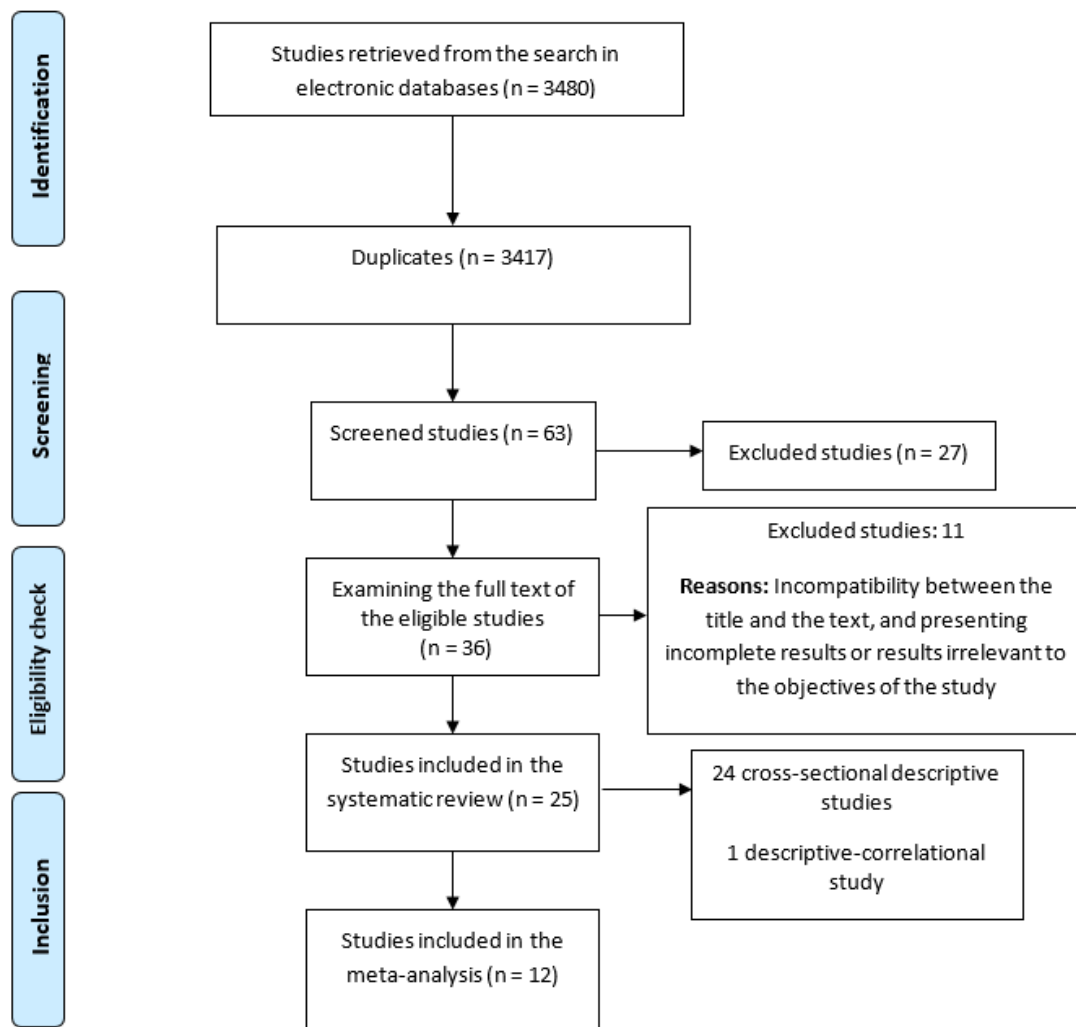 Identification
Studies retrieved from the search in
electronic databases (n = 3480)
Duplicates (n = 3417)
Screening
Screened studies (n = 63)
Excluded studies (n = 27)
Eligibility check
Examining the full text of
the eligible studies
(n = 36)
Excluded studies: 11
Reasons: Incompatibility between the
title and the text, and presenting
incomplete results or results irrelevant to
the objectives of the study
Studies included in the
systematic review (n = 25)
24 cross-sectional descriptive
studies
1 descriptive-correlational
study
Inclusion
Studies included in the
meta-analysis (n = 12)